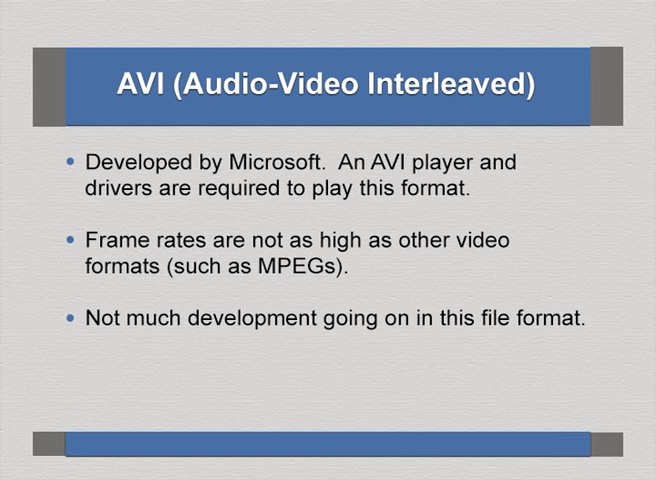 AVI (Audio-Video Interleaved)
Developed by Microsoft.  An AVI player and
drivers are required to play this format.
Frame rates are not as high as other video
formats (such as MPEGs).
Not much development going on in this file format.